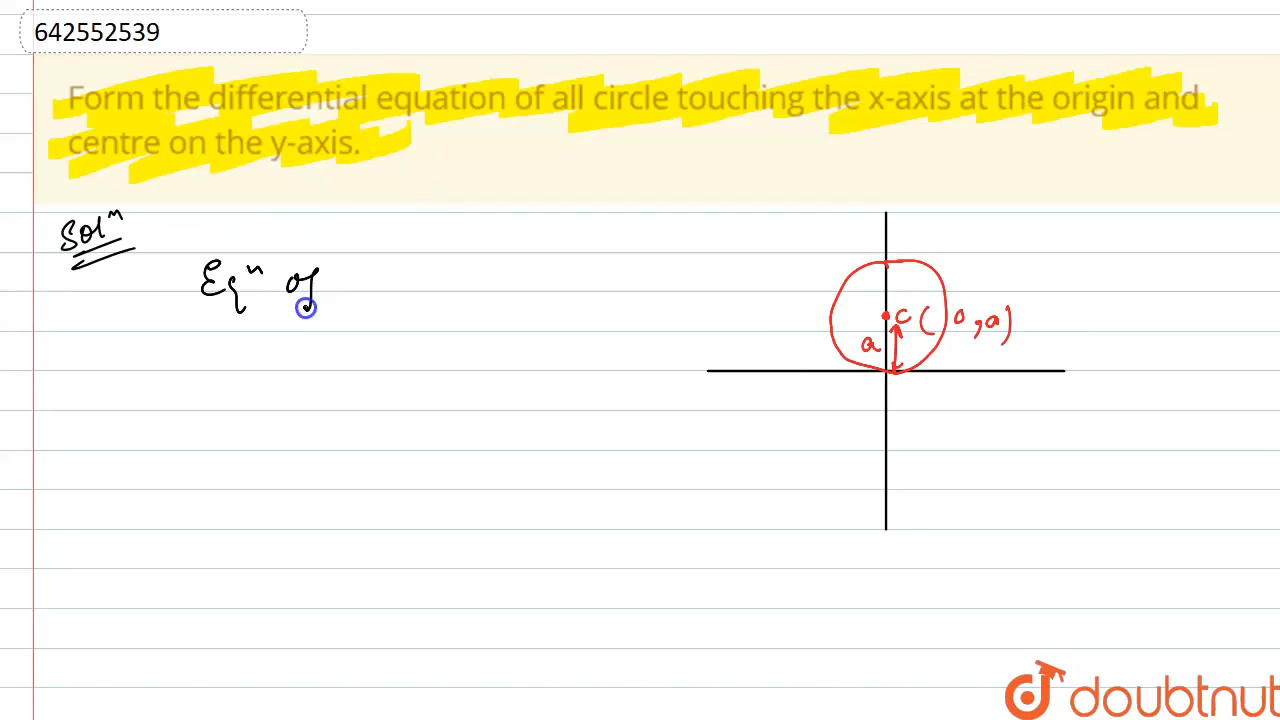 642552539
Form the differential equation of all circle touching the x-axis at the origin and
centre on the y-axis.
Solⁿ
Eqⁿ of
C (0,a)
a
doubtnut